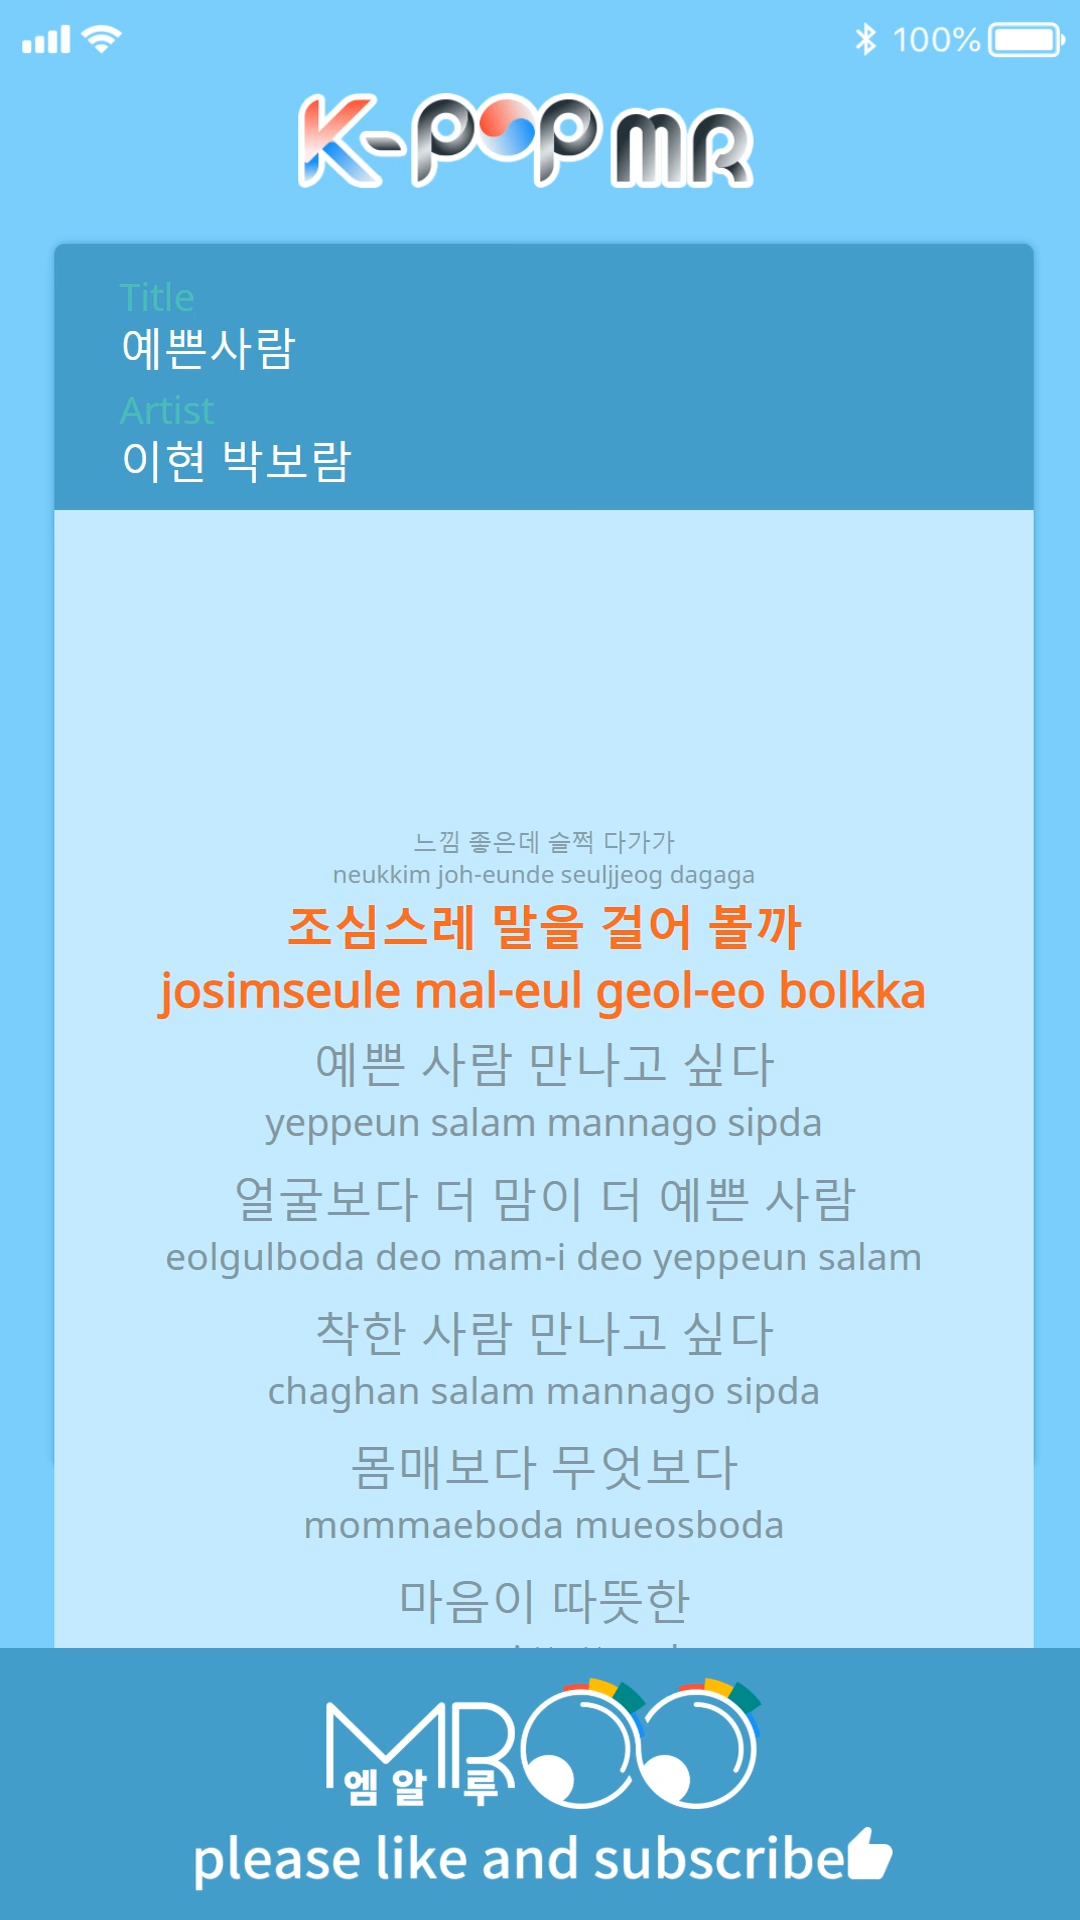 100%
K-POP MR
Title
예쁜사람
Artist
이현 박보람
느낌 좋은데 슬쩍 다가가
neukkim joh-eunde seuljjeog dagaga
조심스레 말을 걸어 볼까
josimseule mal-eul geol-eo bolkka
예쁜 사람 만나고 싶다
yeppeun salam mannago sipda
얼굴보다 더 맘이 더 예쁜 사람
eolgulboda deo mam-i deo yeppeun salam
착한 사람 만나고 싶다
chaghan salam mannago sipda
몸매보다 무엇보다
mommaeboda mueosboda
마음이 따뜻한
MROO
엠알루
please like and subscribe